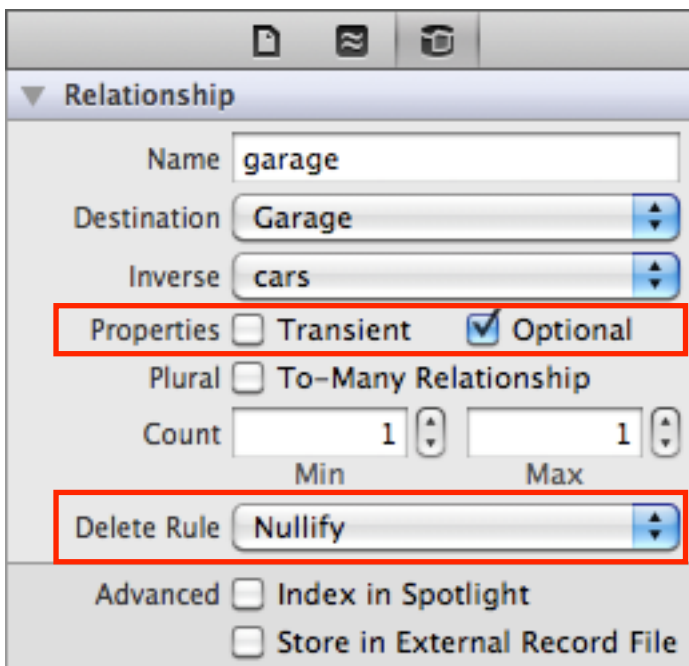 Relationship
Name garage
Destination Garage
Inverse cars
Properties Transient Optional
Plural To-Many Relationship
Count 1 1
Min Max
Delete Rule Nullify
Advanced Index in Spotlight
Store in External Record File